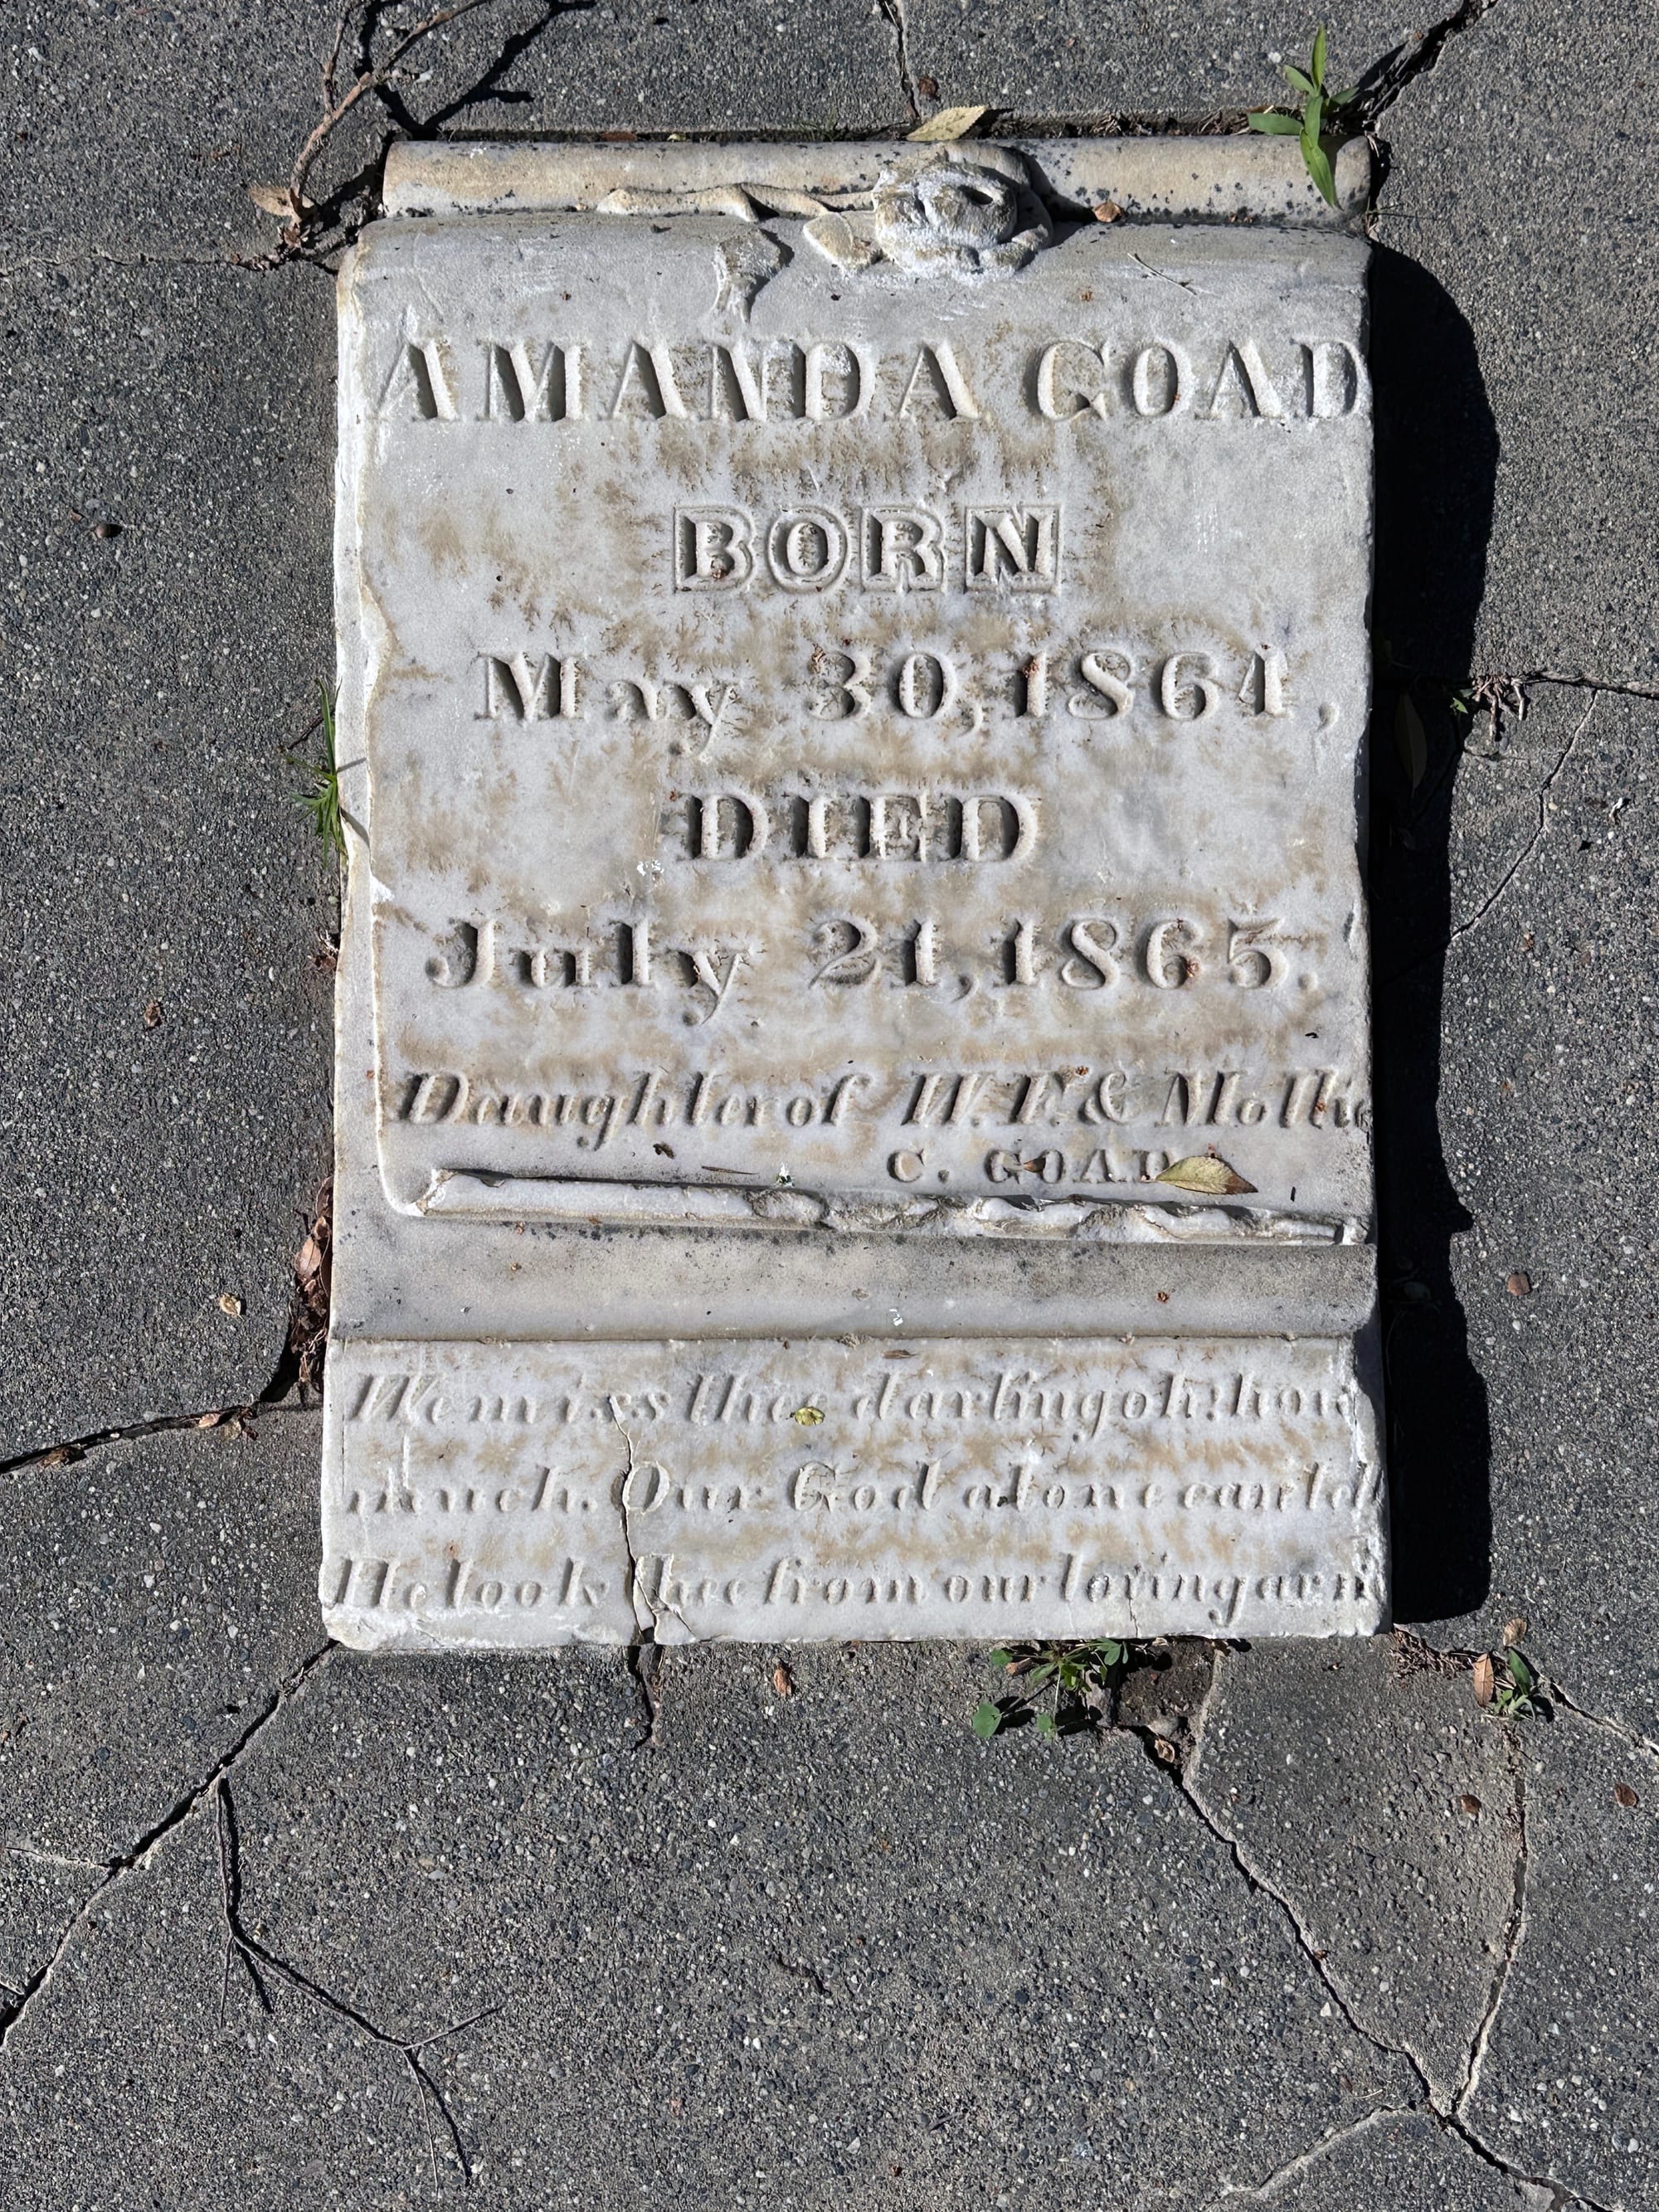 AMANDA GOAD
BORN
May 30, 1864,
DIED
July 21, 1865.
Daughter of W. F. & Mollie
C. GOAD
We miss thee darling oh! how
much. Our God alone can tell
He took thee from our loving arm